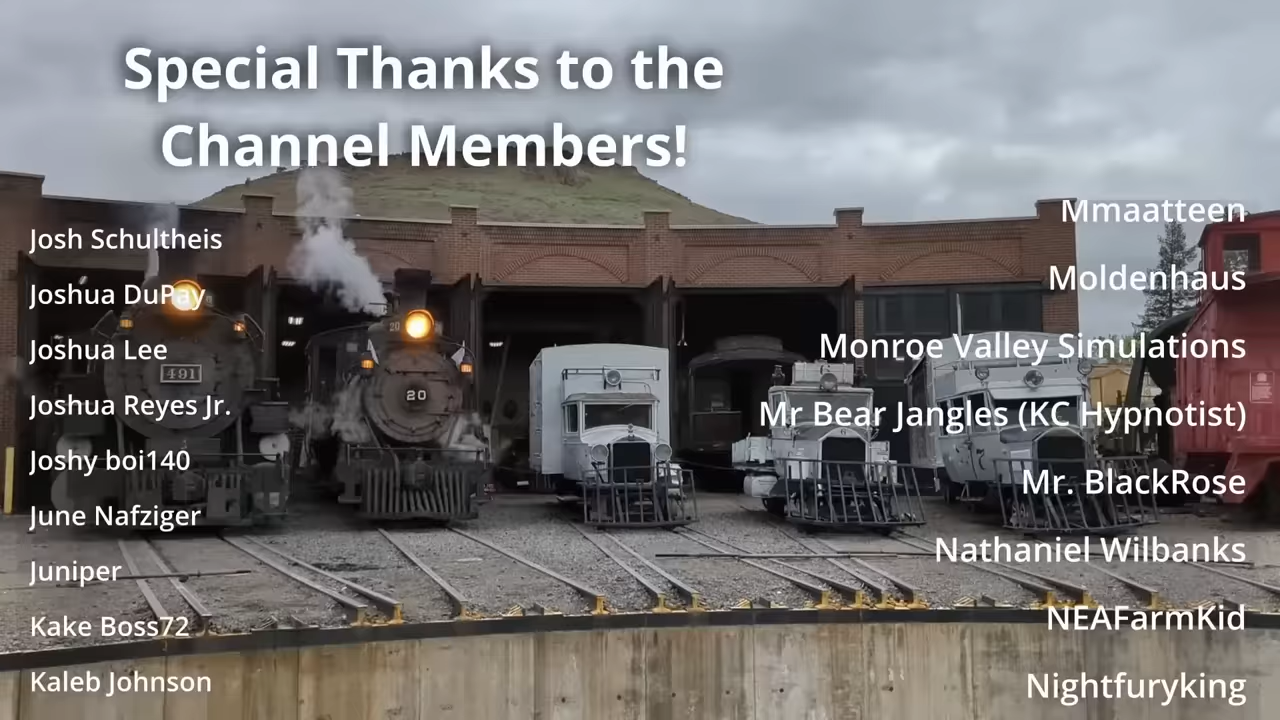 Special Thanks to the
Channel Members!
Josh Schultheis
Joshua DuPay
Joshua Lee
Joshua Reyes Jr.
Joshy boi140
June Nafziger
Juniper
Kake Boss72
Kaleb Johnson
Mmaatteen
Moldenhaus
Monroe Valley Simulations
Mr Bear Jangles (KC Hypnotist)
Mr. BlackRose
Nathaniel Wilbanks
NEAFarmKid
Nightfuryking
491
20
20